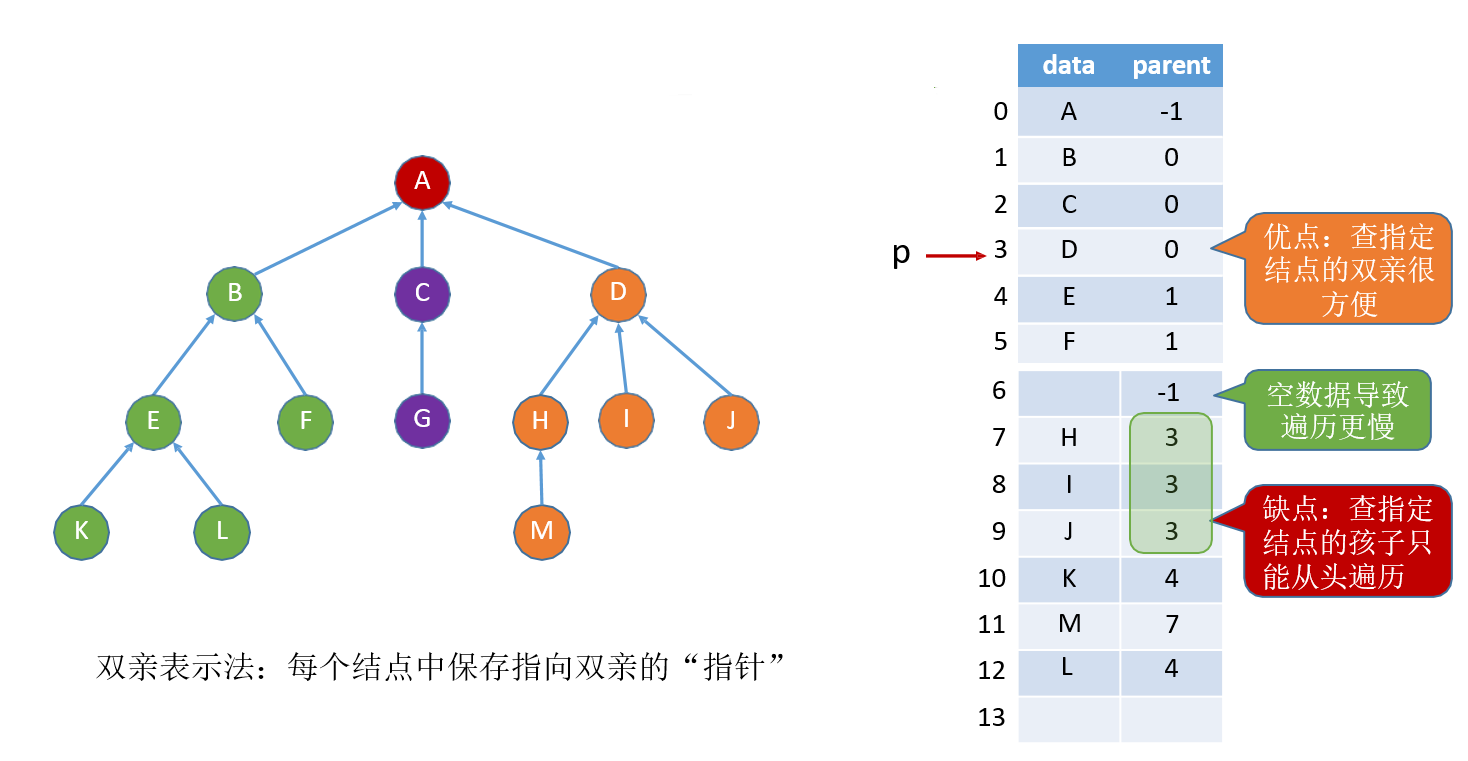 A
B
C
D
E
F
G
H
I
J
K
L
M
双亲表示法：每个结点中保存指向双亲的“指针”
p
data parent
0 A -1
1 B 0
2 C 0
3 D 0
4 E 1
5 F 1
6 -1
7 H 3
8 I 3
9 J 3
10 K 4
11 M 7
12 L 4
13
优点：查指定
结点的双亲很
方便
空数据导致
遍历更慢
缺点：查指定
结点的孩子只
能从头遍历